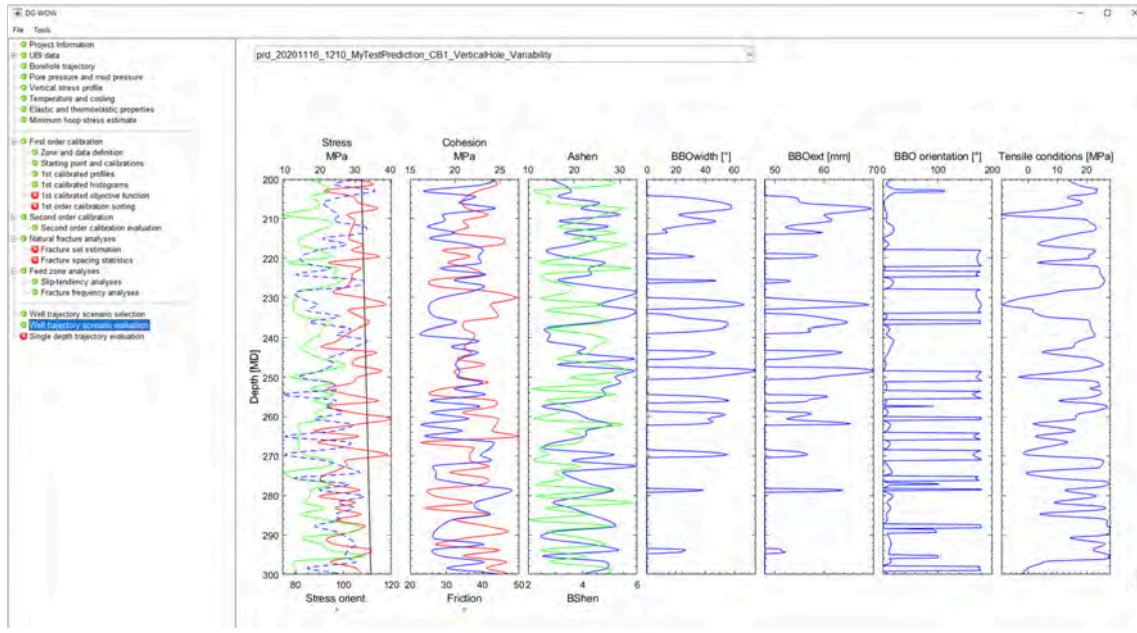 DG-WOW
File Tools
Project Information
UBI data
Borehole trajectory
Pore pressure and mud pressure
Vertical stress profile
Temperature and cooling
Elastic and thermoelastic properties
Minimum hoop stress estimate
First order calibration
Zone and data definition
Starting point and calibrations
1st calibrated profiles
1st calibrated histograms
1st calibrated objective function
1st order calibration sorting
Second order calibration
Second order calibration evaluation
Natural fracture analyses
Fracture set estimation
Fracture spacing statistics
Feed zone analyses
Slip-tendency analyses
Fracture frequency analyses
Well trajectory scenario selection
Well trajectory scenario evaluation
Single depth trajectory evaluation
prd_20201116_1210_MyTestPrediction_CB1_VerticalHole_Variability
Stress Cohesion
MPa MPa Ashen BBOwidth [°] BBOext [mm] BBO orientation [°] Tensile conditions [MPa]
10 20 30 40 15 20 25 10 20 30 0 20 40 60 50 60 70 0 100 200 0 10 20
200
210
220
230
240
250
260
270
280
290
300
Depth [MD]
80 100 120 20 30 40 50 2 4 6
Stress orient. Friction BShen